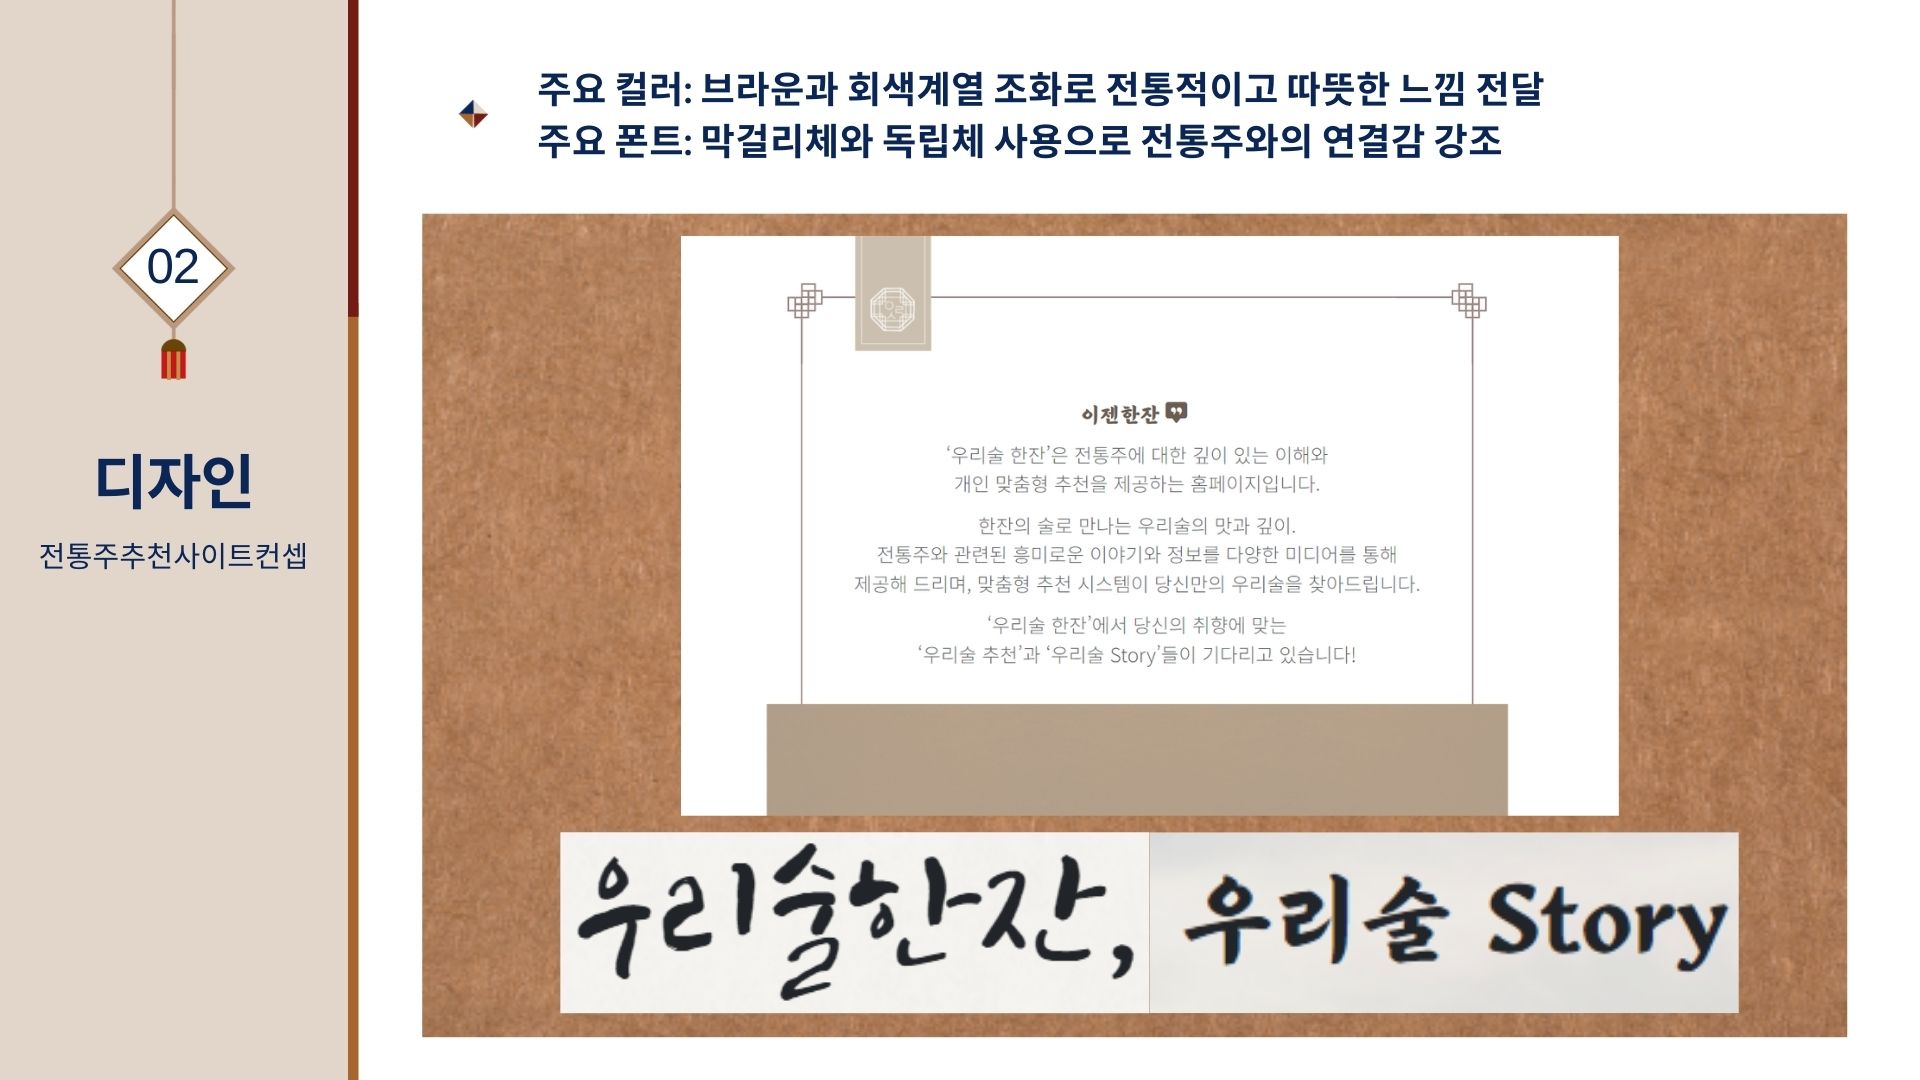 02
디자인
전통주추천사이트컨셉
주요 컬러: 브라운과 회색계열 조화로 전통적이고 따뜻한 느낌 전달
주요 폰트: 막걸리체와 독립체 사용으로 전통주와의 연결감 강조
이젠한잔
‘우리술 한잔’은 전통주에 대한 깊이 있는 이해와
개인 맞춤형 추천을 제공하는 홈페이지입니다.
한잔의 술로 만나는 우리술의 맛과 깊이.
전통주와 관련된 흥미로운 이야기와 정보를 다양한 미디어를 통해
제공해 드리며, 맞춤형 추천 시스템이 당신만의 우리술을 찾아드립니다.
‘우리술 한잔’에서 당신의 취향에 맞는
‘우리술 추천’과 ‘우리술 Story’들이 기다리고 있습니다!
우리술한잔,
우리술 Story